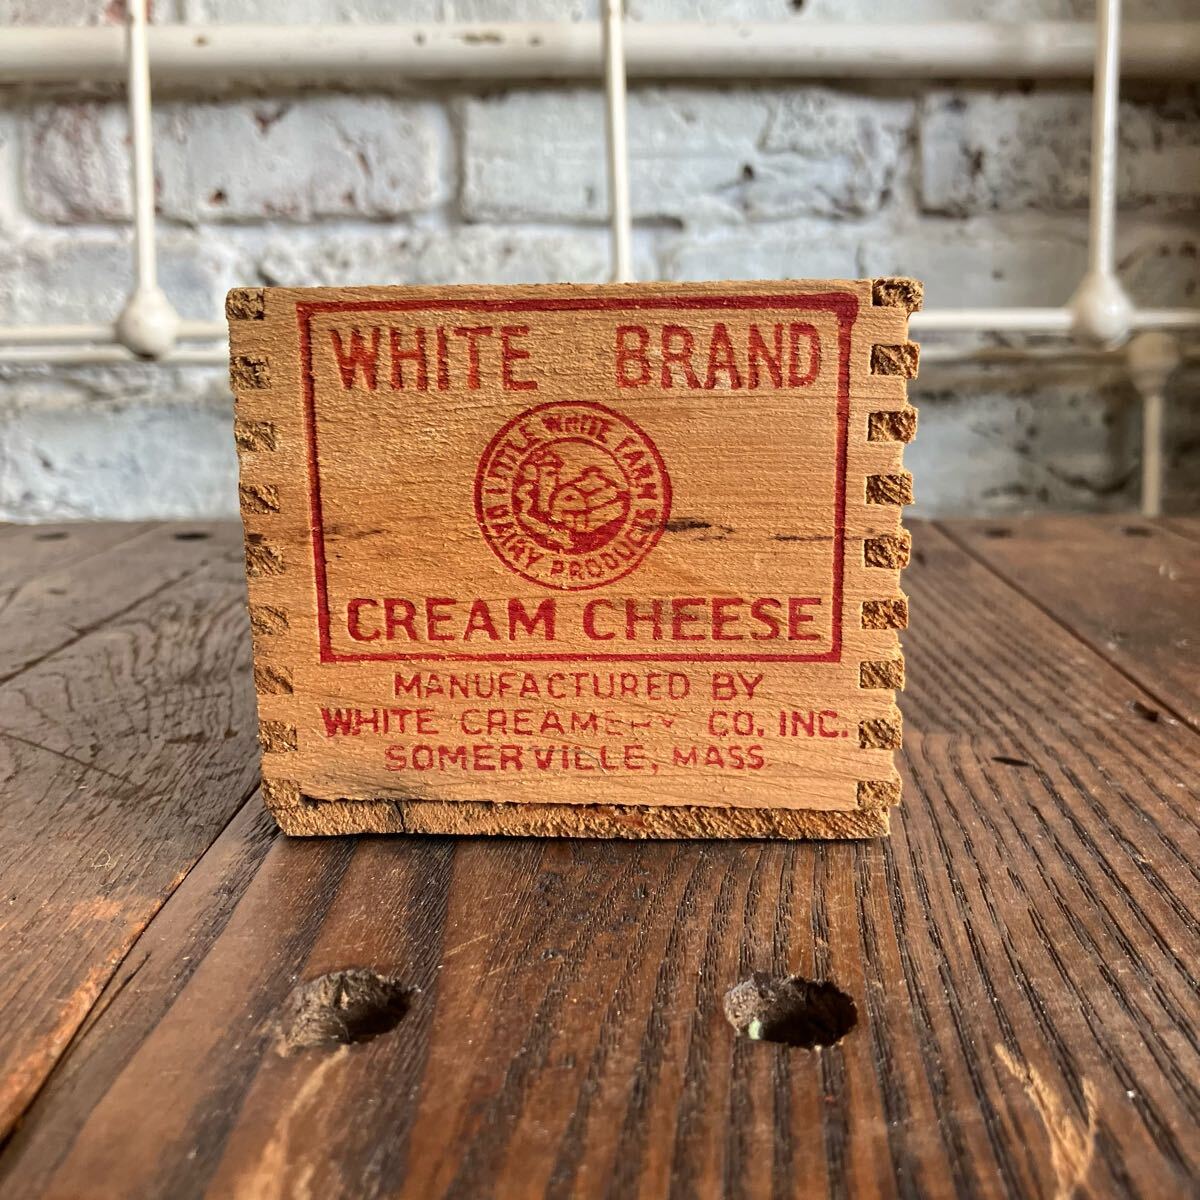 WHITE BRAND
LITTLE WHITE FARM
DAIRY PRODUCTS
CREAM CHEESE
MANUFACTURED BY
WHITE CREAMERY CO. INC.
SOMERVILLE, MASS.